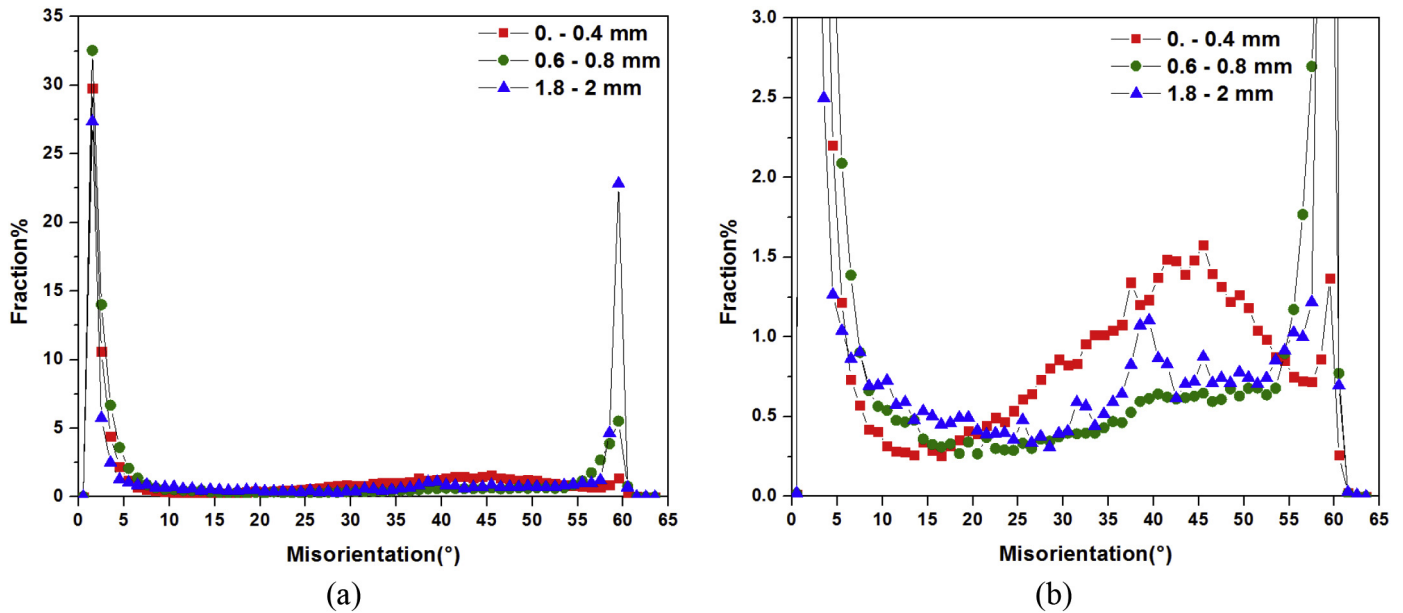 35
30
25
20
15
10
5
0
Fraction%
0 5 10 15 20 25 30 35 40 45 50 55 60 65
Misorientation(°)
0. - 0.4 mm
0.6 - 0.8 mm
1.8 - 2 mm
(a)
3.0
2.5
2.0
1.5
1.0
0.5
0.0
Fraction%
0 5 10 15 20 25 30 35 40 45 50 55 60 65
Misorientation(°)
0. - 0.4 mm
0.6 - 0.8 mm
1.8 - 2 mm
(b)